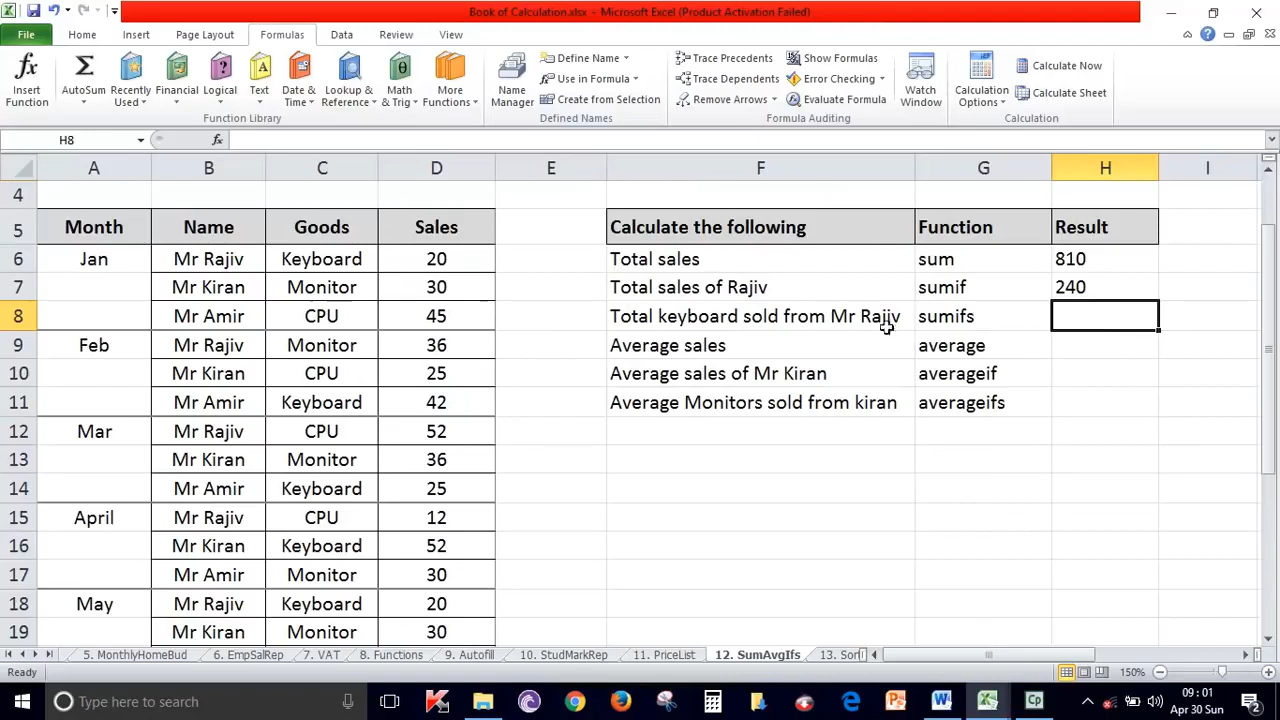 Book of Calculation.xlsx - Microsoft Excel (Product Activation Failed)
File Home Insert Page Layout Formulas Data Review View
Insert Function
AutoSum
Recently Used
Financial
Logical
Text
Date & Time
Lookup & Reference
Math & Trig
More Functions
Function Library
Name Manager
Define Name
Use in Formula
Create from Selection
Defined Names
Trace Precedents
Trace Dependents
Remove Arrows
Show Formulas
Error Checking
Evaluate Formula
Formula Auditing
Watch Window
Calculation Options
Calculate Now
Calculate Sheet
Calculation
H8 fx
A B C D E F G H I
4
5 Month Name Goods Sales Calculate the following Function Result
6 Jan Mr Rajiv Keyboard 20 Total sales sum 810
7 Mr Kiran Monitor 30 Total sales of Rajiv sumif 240
8 Mr Amir CPU 45 Total keyboard sold from Mr Rajiv sumifs
9 Feb Mr Rajiv Monitor 36 Average sales average
10 Mr Kiran CPU 25 Average sales of Mr Kiran averageif
11 Mr Amir Keyboard 42 Average Monitors sold from kiran averageifs
12 Mar Mr Rajiv CPU 52
13 Mr Kiran Monitor 36
14 Mr Amir Keyboard 25
15 April Mr Rajiv CPU 12
16 Mr Kiran Keyboard 52
17 Mr Amir Monitor 30
18 May Mr Rajiv Keyboard 20
19 Mr Kiran Monitor 30
5. MonthlyHomeBud 6. EmpSalRep 7. VAT 8. Functions 9. Autofill 10. StudMarkRep 11. PriceList 12. SumAvgIfs 13. Sor
Ready 150%
Type here to search
09:01
Apr 30 Sun